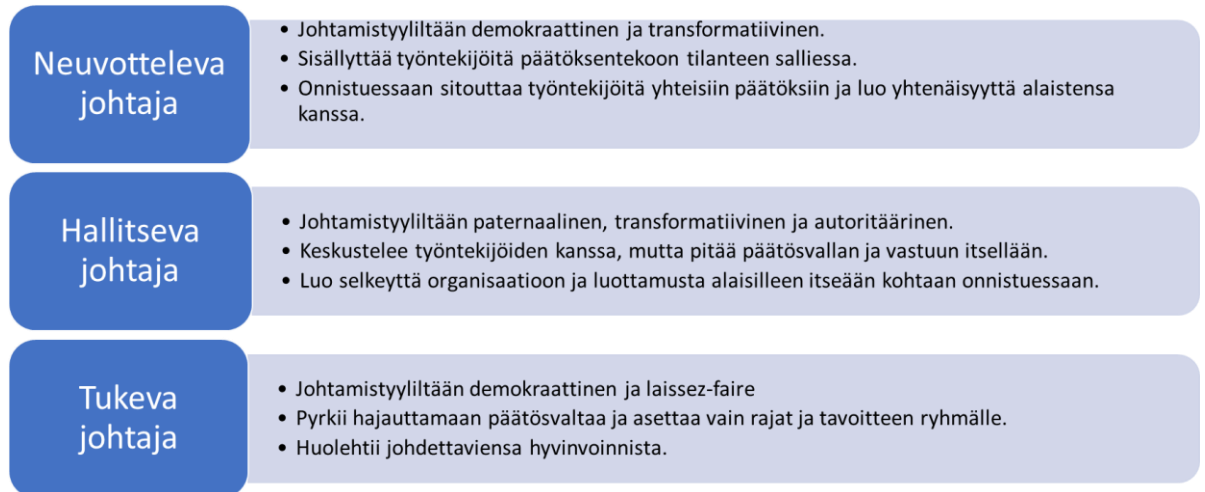 Neuvotteleva
johtaja
• Johtamistyyliltään demokraattinen ja transformatiivinen.
• Sisällyttää työntekijöitä päätöksentekoon tilanteen salliessa.
• Onnistuessaan sitouttaa työntekijöitä yhteisiin päätöksiin ja luo yhtenäisyyttä alaistensa
kanssa.
Hallitseva
johtaja
• Johtamistyyliltään paternaalinen, transformatiivinen ja autoritäärinen.
• Keskustelee työntekijöiden kanssa, mutta pitää päätösvallan ja vastuun itsellään.
• Luo selkeyttä organisaatioon ja luottamusta alaisilleen itseään kohtaan onnistuessaan.
Tukeva
johtaja
• Johtamistyyliltään demokraattinen ja laissez-faire
• Pyrkii hajauttamaan päätösvaltaa ja asettaa vain rajat ja tavoitteen ryhmälle.
• Huolehtii johdettaviensa hyvinvoinnista.